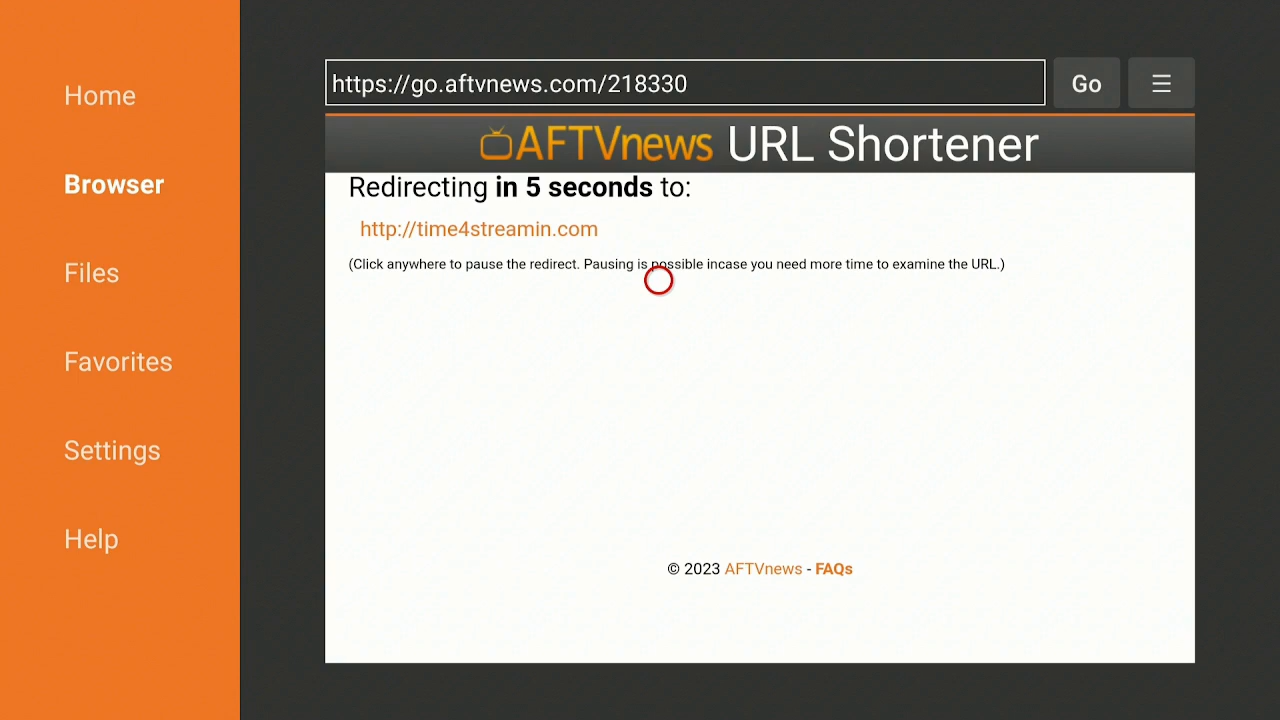 Home
Browser
Files
Favorites
Settings
Help
https://go.aftvnews.com/218330
Go
☰
AFTVnews URL Shortener
Redirecting in 5 seconds to:
http://time4streamin.com
(Click anywhere to pause the redirect. Pausing is possible incase you need more time to examine the URL.)
© 2023 AFTVnews - FAQs